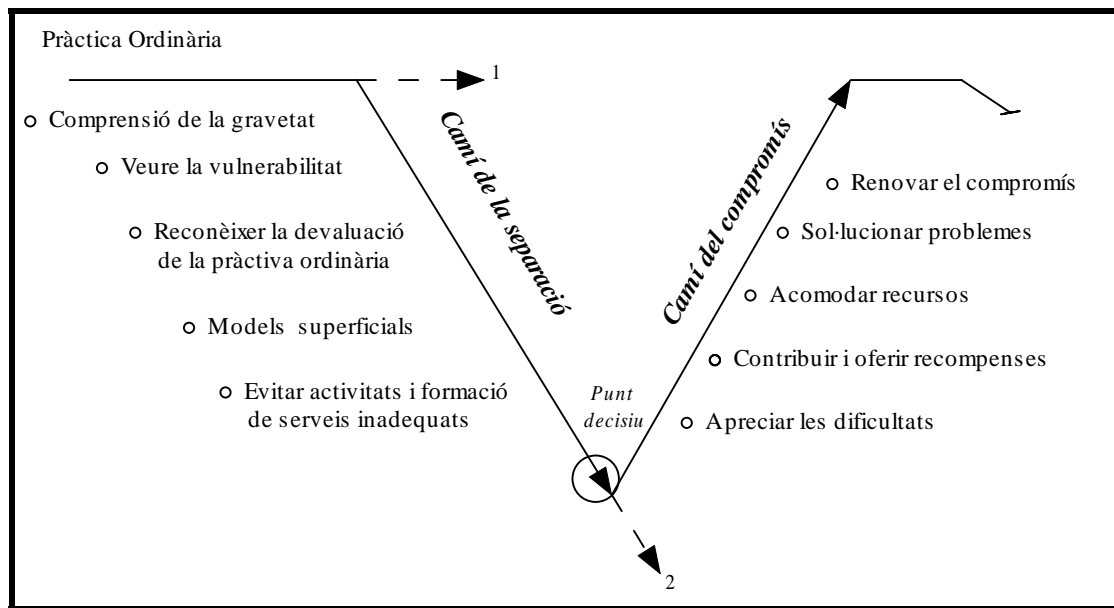 Pràctica Ordinària
1
Comprensió de la gravetat
Veure la vulnerabilitat
Reconèixer la devaluació
de la pràctiva ordinària
Models superficials
Evitar activitats i formació
de serveis inadequats
Camí de la separació
Punt
decisiu
2
Camí del compromís
Renovar el compromís
Sol·lucionar problemes
Acomodar recursos
Contribuir i oferir recompenses
Apreciar les dificultats